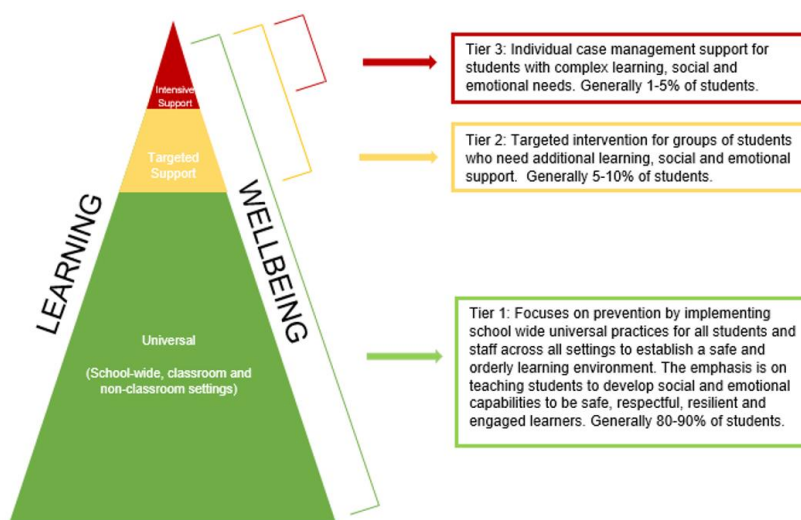 Intensive
Support
Targeted
Support
LEARNING
WELLBEING
Universal
(School-wide, classroom and
non-classroom settings)
Tier 3: Individual case management support for
students with complex learning, social and
emotional needs. Generally 1-5% of students.
Tier 2: Targeted intervention for groups of students
who need additional learning, social and emotional
support.  Generally 5-10% of students.
Tier 1: Focuses on prevention by implementing
school wide universal practices for all students and
staff across all settings to establish a safe and
orderly learning environment. The emphasis is on
teaching students to develop social and emotional
capabilities to be safe, respectful, resilient and
engaged learners. Generally 80-90% of students.